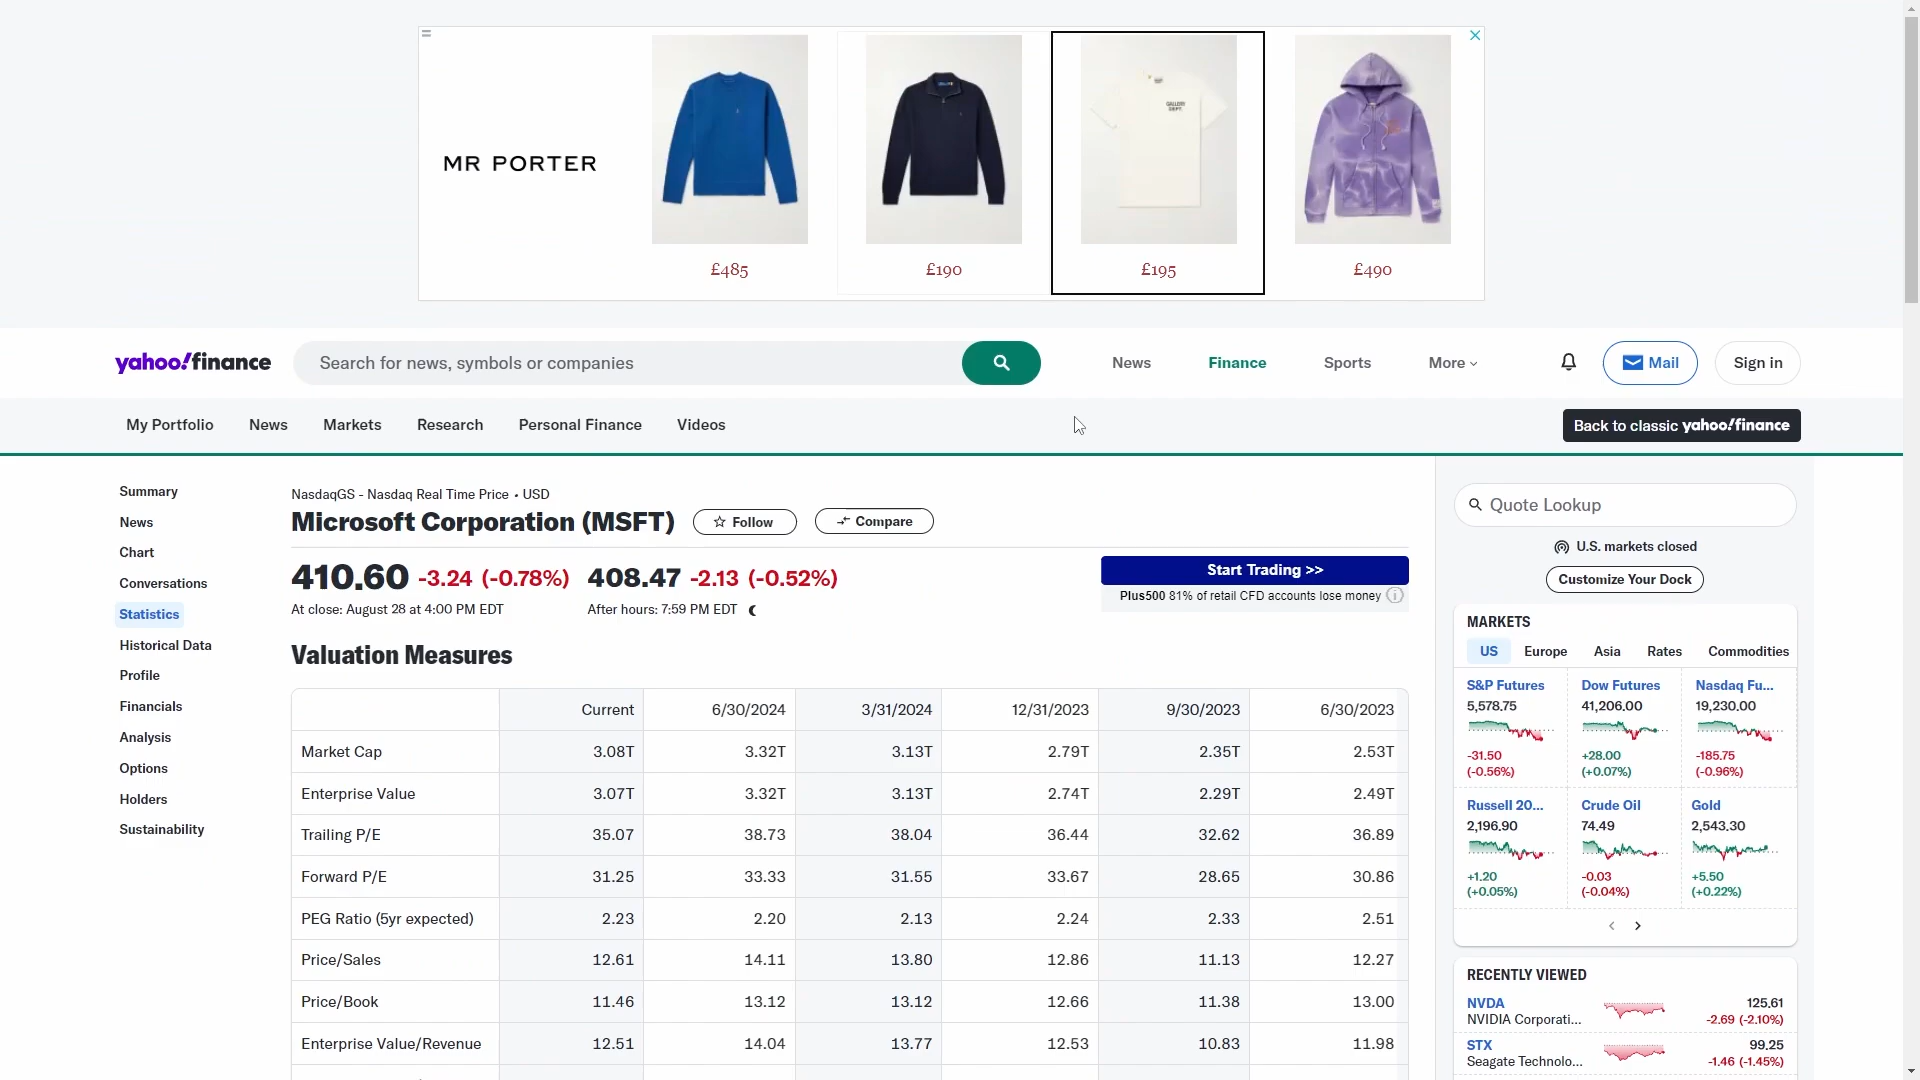 MR PORTER
GALLERY
DEPT.
£485
£190
£195
£490
yahoo!finance
Search for news, symbols or companies
News
Finance
Sports
More
Mail
Sign in
My Portfolio
News
Markets
Research
Personal Finance
Videos
Back to classic yahoo!finance
Summary
News
Chart
Conversations
Statistics
Historical Data
Profile
Financials
Analysis
Options
Holders
Sustainability
NasdaqGS - Nasdaq Real Time Price • USD
Microsoft Corporation (MSFT)
Follow
Compare
410.60 -3.24 (-0.78%)
At close: August 28 at 4:00 PM EDT
408.47 -2.13 (-0.52%)
After hours: 7:59 PM EDT
Start Trading >>
Plus500 81% of retail CFD accounts lose money
Valuation Measures
Current 6/30/2024 3/31/2024 12/31/2023 9/30/2023 6/30/2023
Market Cap 3.08T 3.32T 3.13T 2.79T 2.35T 2.53T
Enterprise Value 3.07T 3.32T 3.13T 2.74T 2.29T 2.49T
Trailing P/E 35.07 38.73 38.04 36.44 32.62 36.89
Forward P/E 31.25 33.33 31.55 33.67 28.65 30.86
PEG Ratio (5yr expected) 2.23 2.20 2.13 2.24 2.33 2.51
Price/Sales 12.61 14.11 13.80 12.86 11.13 12.27
Price/Book 11.46 13.12 13.12 12.66 11.38 13.00
Enterprise Value/Revenue 12.51 14.04 13.77 12.53 10.83 11.98
Quote Lookup
U.S. markets closed
Customize Your Dock
MARKETS
US Europe Asia Rates Commodities
S&P Futures
5,578.75
-31.50
(-0.56%)
Dow Futures
41,206.00
+28.00
(+0.07%)
Nasdaq Fu...
19,230.00
-185.75
(-0.96%)
Russell 20...
2,196.90
+1.20
(+0.05%)
Crude Oil
74.49
-0.03
(-0.04%)
Gold
2,543.30
+5.50
(+0.22%)
RECENTLY VIEWED
NVDA 125.61
NVIDIA Corporati... -2.69 (-2.10%)
STX 99.25
Seagate Technolo... -1.46 (-1.45%)